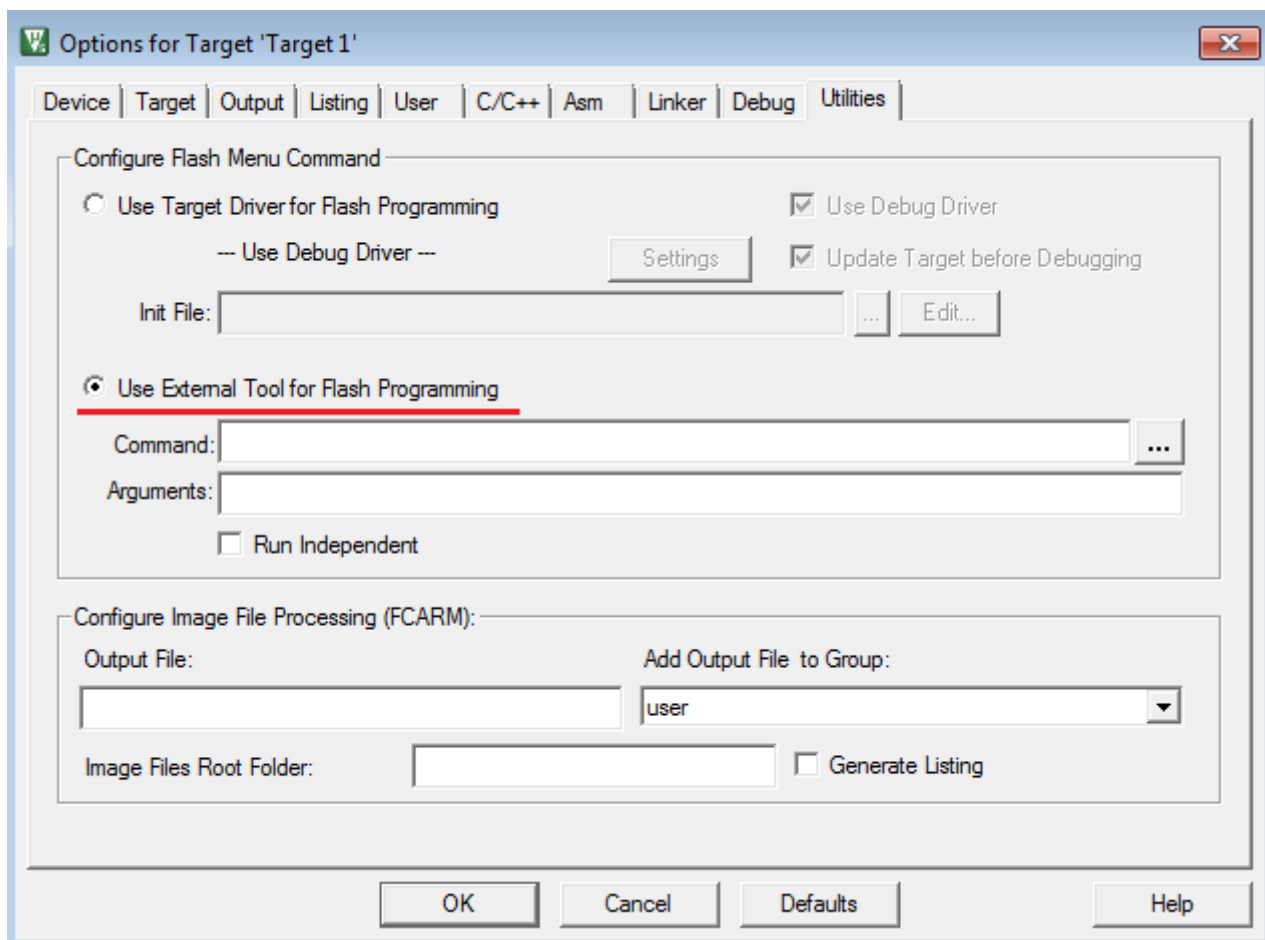 Options for Target 'Target 1'
Device Target Output Listing User C/C++ Asm Linker Debug Utilities
Configure Flash Menu Command
Use Target Driver for Flash Programming Use Debug Driver
--- Use Debug Driver --- Settings Update Target before Debugging
Init File: ... Edit...
Use External Tool for Flash Programming
Command: ...
Arguments:
Run Independent
Configure Image File Processing (FCARM):
Output File: Add Output File to Group:
user
Image Files Root Folder: Generate Listing
OK Cancel Defaults Help